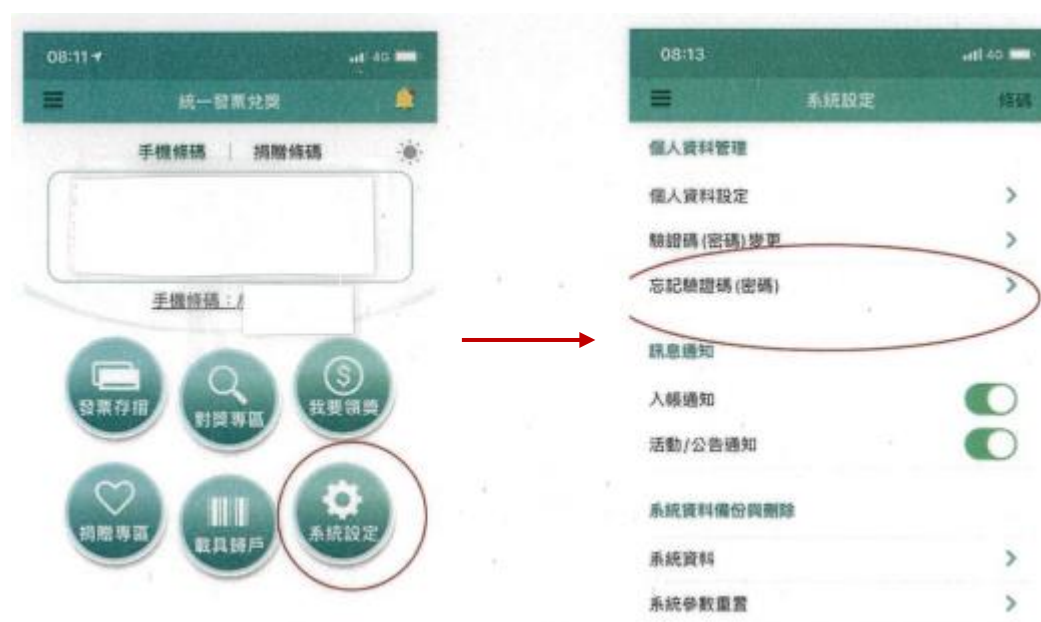 08:11
4G
統一發票兌獎
手機條碼 | 捐贈條碼
手機條碼：/
發票存摺
對獎專區
我要領獎
捐贈專區
載具歸戶
系統設定
08:13
4G
系統設定
條碼
個人資料管理
個人資料設定
驗證碼(密碼)變更
忘記驗證碼(密碼)
訊息通知
入帳通知
活動/公告通知
系統資料備份與刪除
系統資料
系統參數重置